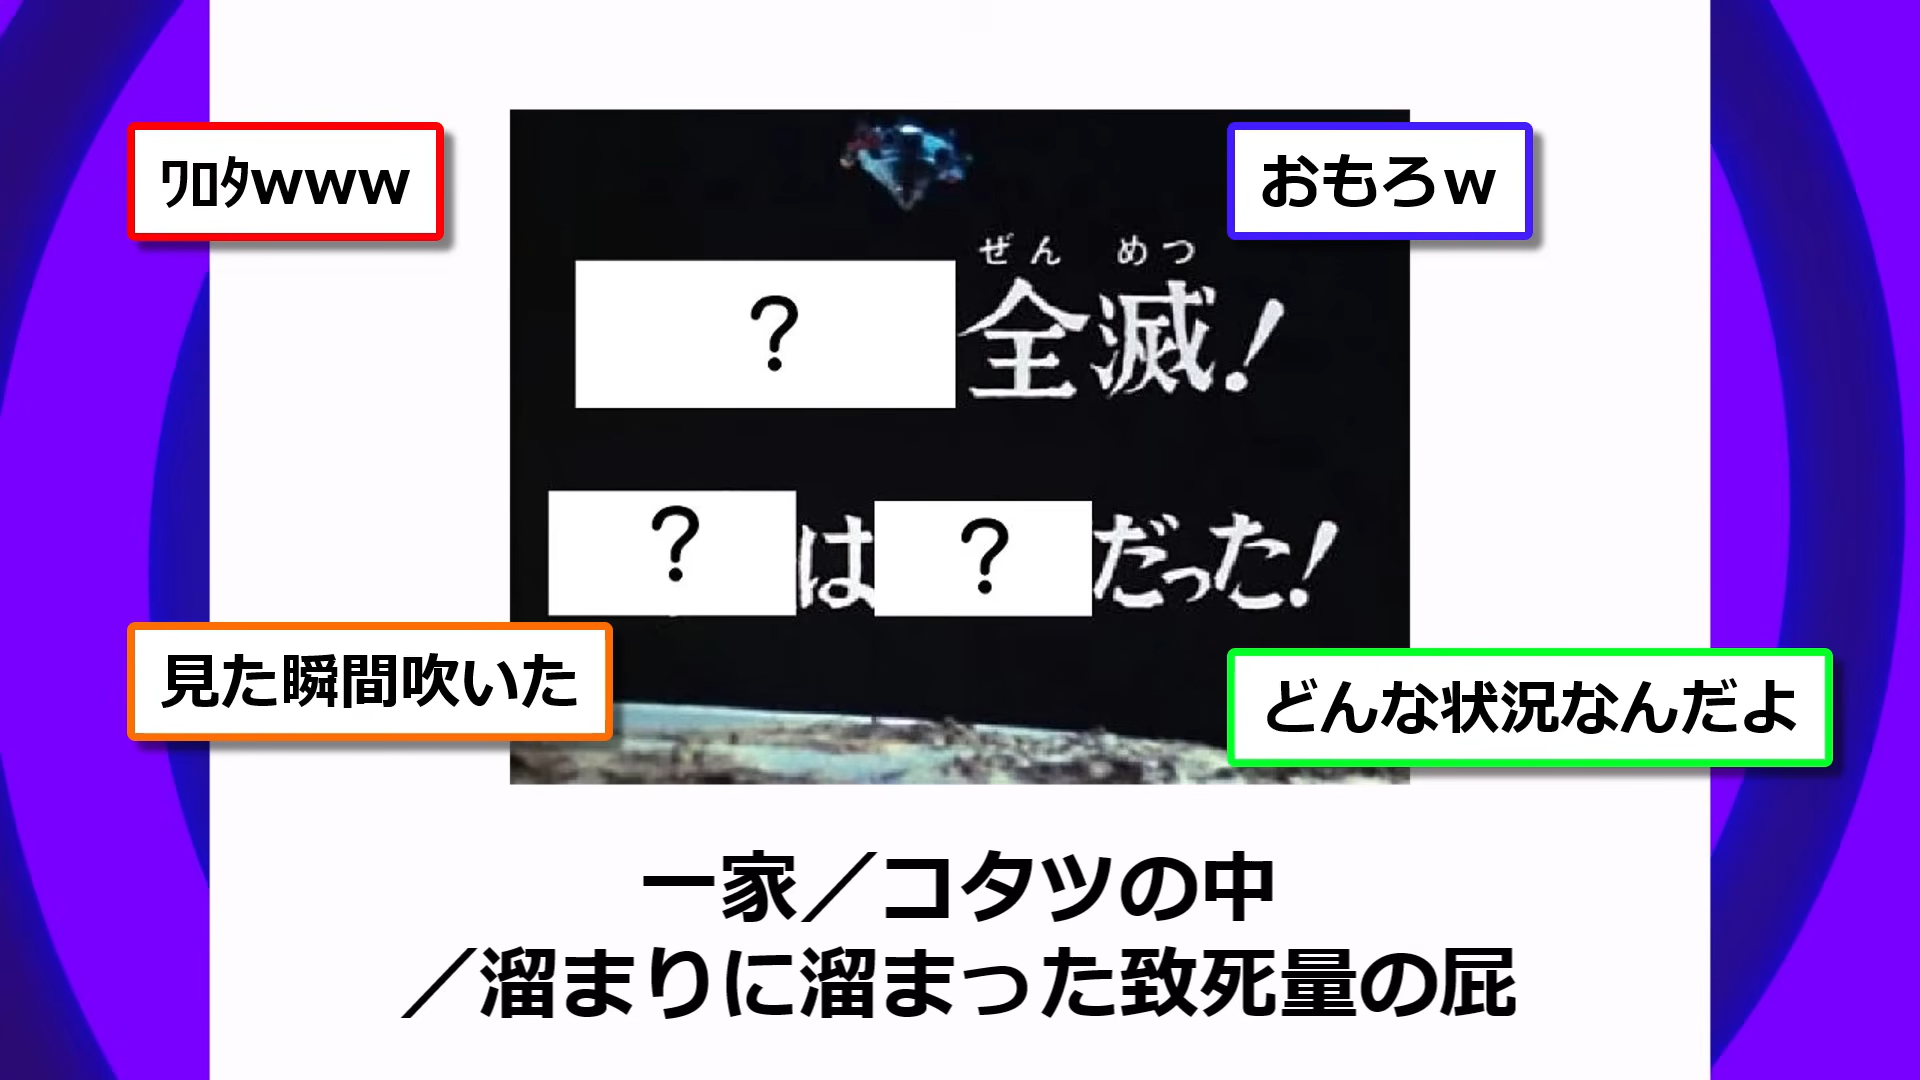 ﾜﾛﾀwww
おもろｗ
ぜん めつ
？全滅！
？は？だった！
見た瞬間吹いた
どんな状況なんだよ
一家／コタツの中
／溜まりに溜まった致死量の屁